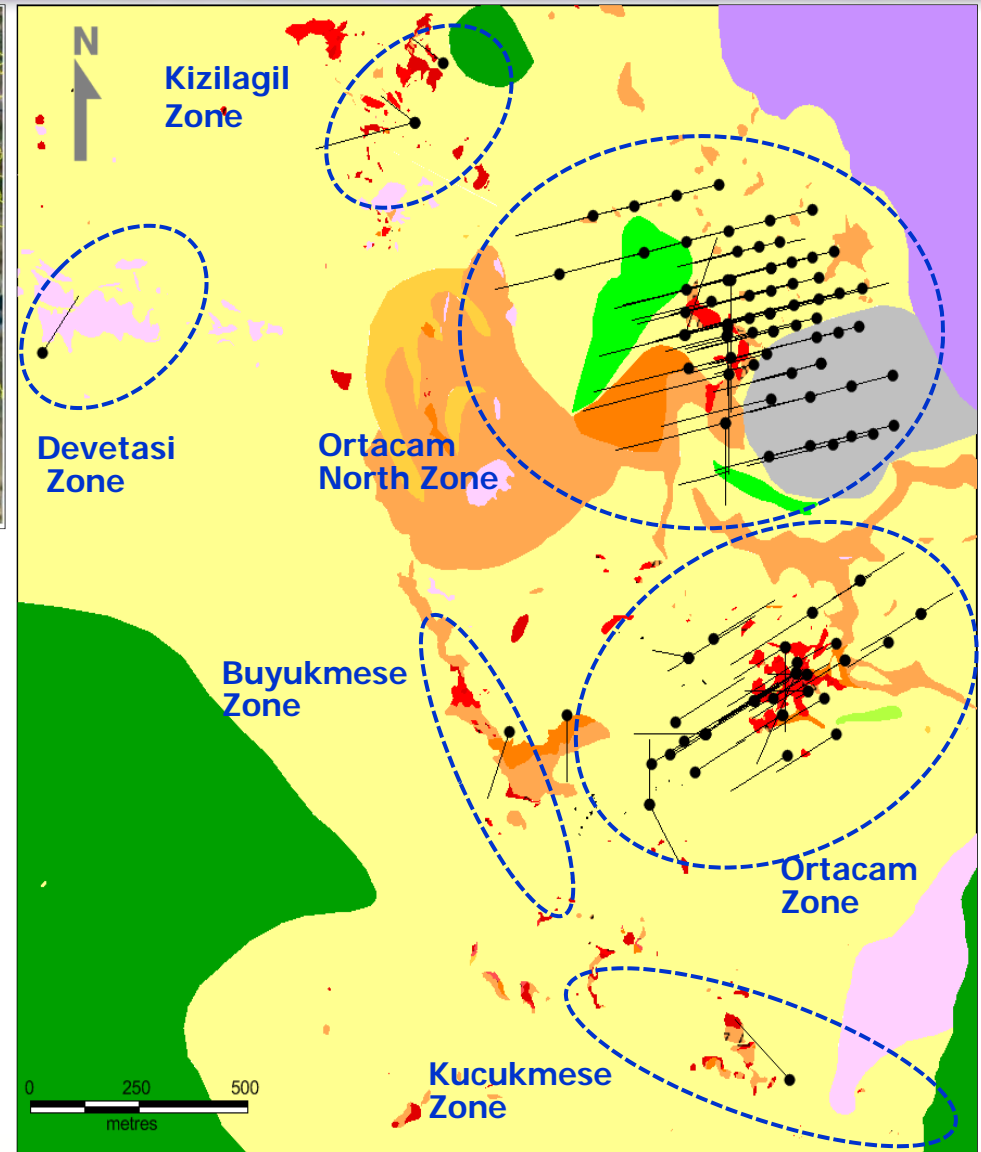 N
Kizilagil
Zone
Devetasi
Zone
Ortacam
North Zone
Buyukmese
Zone
Ortacam
Zone
Kucukmese
Zone
0 250 500
metres